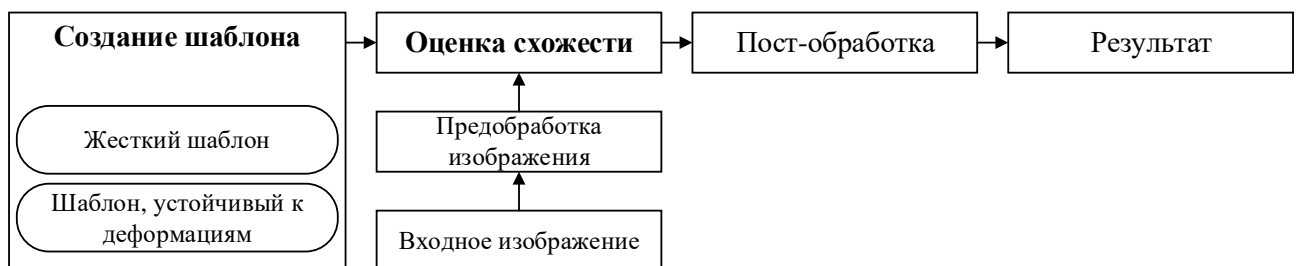 Создание шаблона
Жесткий шаблон
Шаблон, устойчивый к
деформациям
Оценка схожести
Предобработка
изображения
Входное изображение
Пост-обработка
Результат